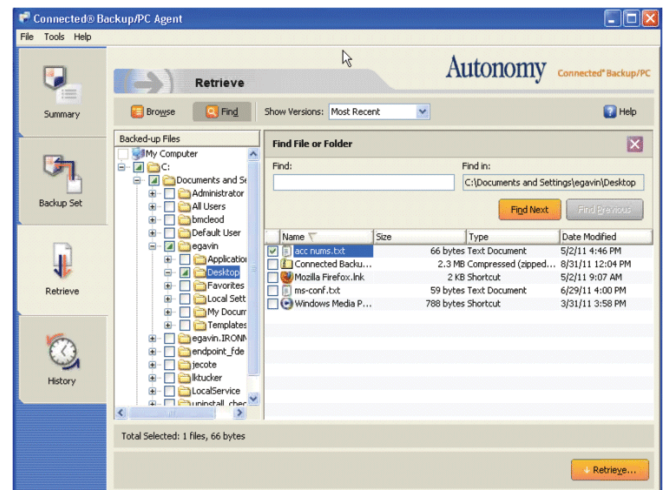 Connected® Backup/PC Agent
File Tools Help
Autonomy Connected® Backup/PC
Retrieve
Summary
Browse Find Show Versions: Most Recent Help
Backed-up Files
My Computer
C:
Documents and Se
Administrator
All Users
bmcleod
Default User
egavin
Application
Desktop
Favorites
Local Sett
My Docum
Templates
egavin.IRONM
endpoint_fde
jecote
lktucker
LocalService
uninstall_chec
Find File or Folder
Find: Find in:
C:\Documents and Settings\egavin\Desktop
Find Next Find Previous
Name Size Type Date Modified
acc nums.txt 66 bytes Text Document 5/2/11 4:46 PM
Connected Backu... 2.3 MB Compressed (zipped... 8/31/11 12:04 PM
Mozilla Firefox.lnk 2 KB Shortcut 5/2/11 9:07 AM
ms-conf.txt 59 bytes Text Document 6/29/11 4:00 PM
Windows Media P... 788 bytes Shortcut 3/31/11 3:58 PM
Backup Set
Retrieve
History
Total Selected: 1 files, 66 bytes
Retrieve...